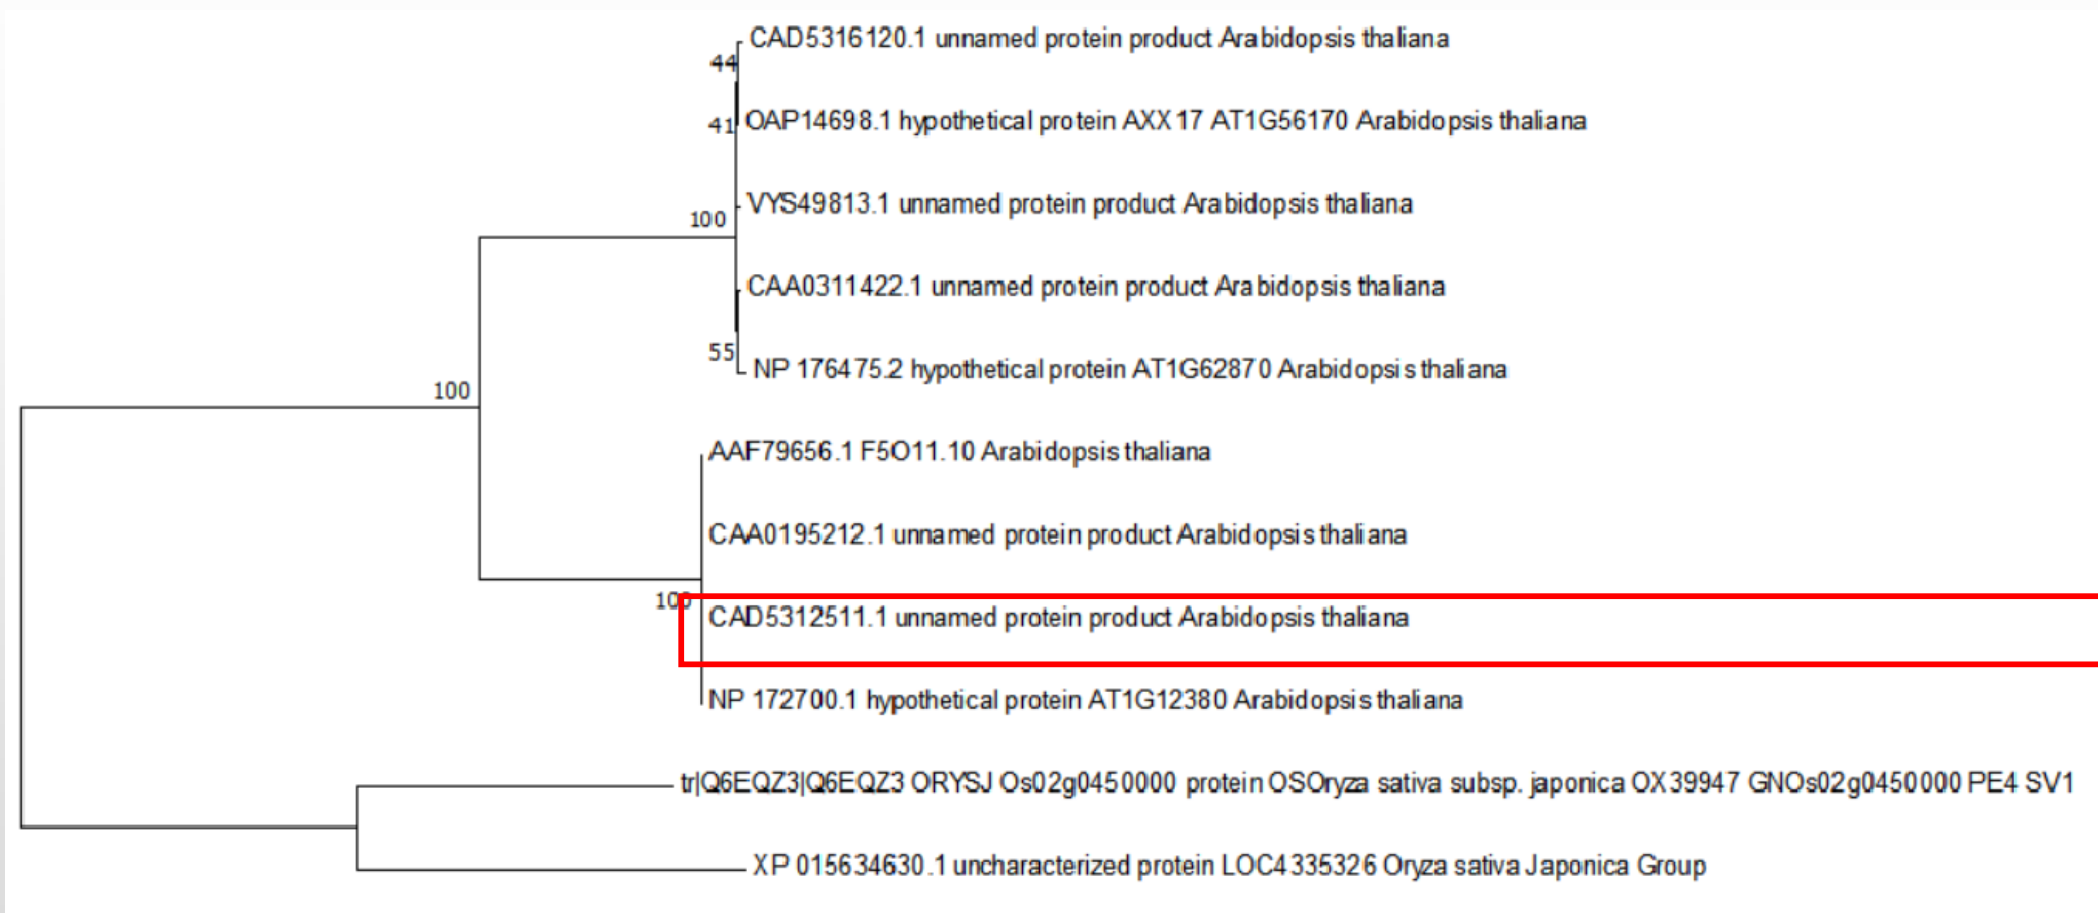 CAD5316120.1 unnamed protein product Arabidopsis thaliana
44
41 OAP14698.1 hypothetical protein AXX17 AT1G56170 Arabidopsis thaliana
VYS49813.1 unnamed protein product Arabidopsis thaliana
100
CAA0311422.1 unnamed protein product Arabidopsis thaliana
55
NP 176475.2 hypothetical protein AT1G62870 Arabidopsis thaliana
100
AAF79656.1 F5O11.10 Arabidopsis thaliana
CAA0195212.1 unnamed protein product Arabidopsis thaliana
100
CAD5312511.1 unnamed protein product Arabidopsis thaliana
NP 172700.1 hypothetical protein AT1G12380 Arabidopsis thaliana
tr|Q6EQZ3|Q6EQZ3 ORYSJ Os02g0450000 protein OSOryza sativa subsp. japonica OX39947 GNOs02g0450000 PE4 SV1
XP 015634630.1 uncharacterized protein LOC4335326 Oryza sativa Japonica Group